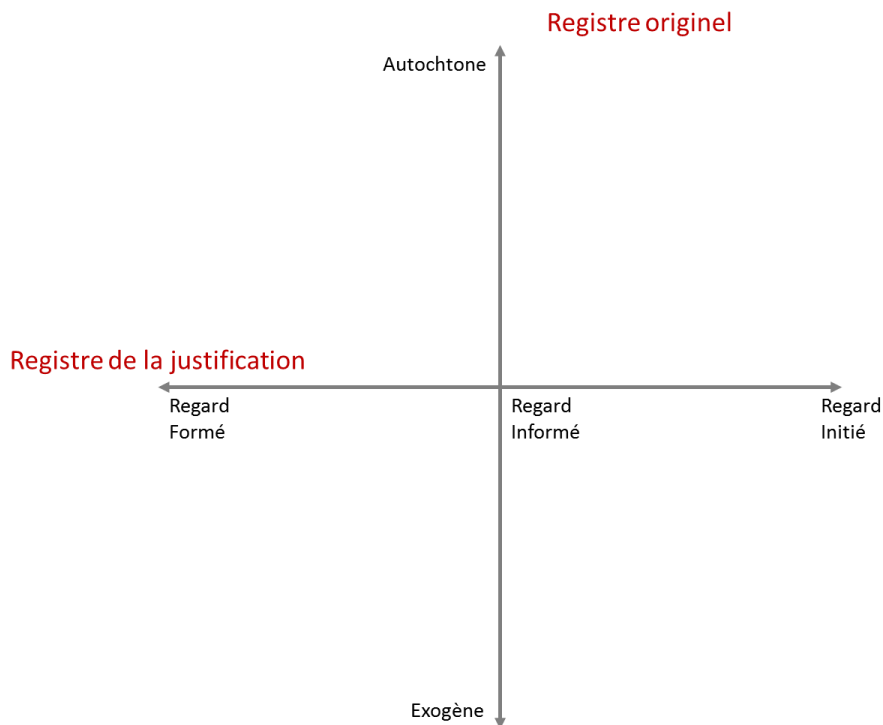 Registre originel
Autochtone
Registre de la justification
Regard
Formé
Regard
Informé
Regard
Initié
Exogène